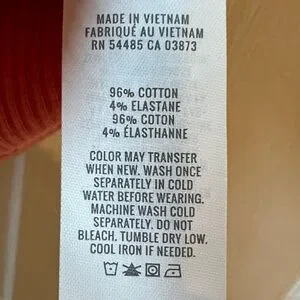 MADE IN VIETNAM
FABRIQUÉ AU VIETNAM
RN 54485 CA 03873
96% COTTON
4% ELASTANE
96% COTON
4% ÉLASTHANNE
COLOR MAY TRANSFER
WHEN NEW. WASH ONCE
SEPARATELY IN COLD
WATER BEFORE WEARING.
MACHINE WASH COLD
SEPARATELY. DO NOT
BLEACH. TUMBLE DRY LOW.
COOL IRON IF NEEDED.